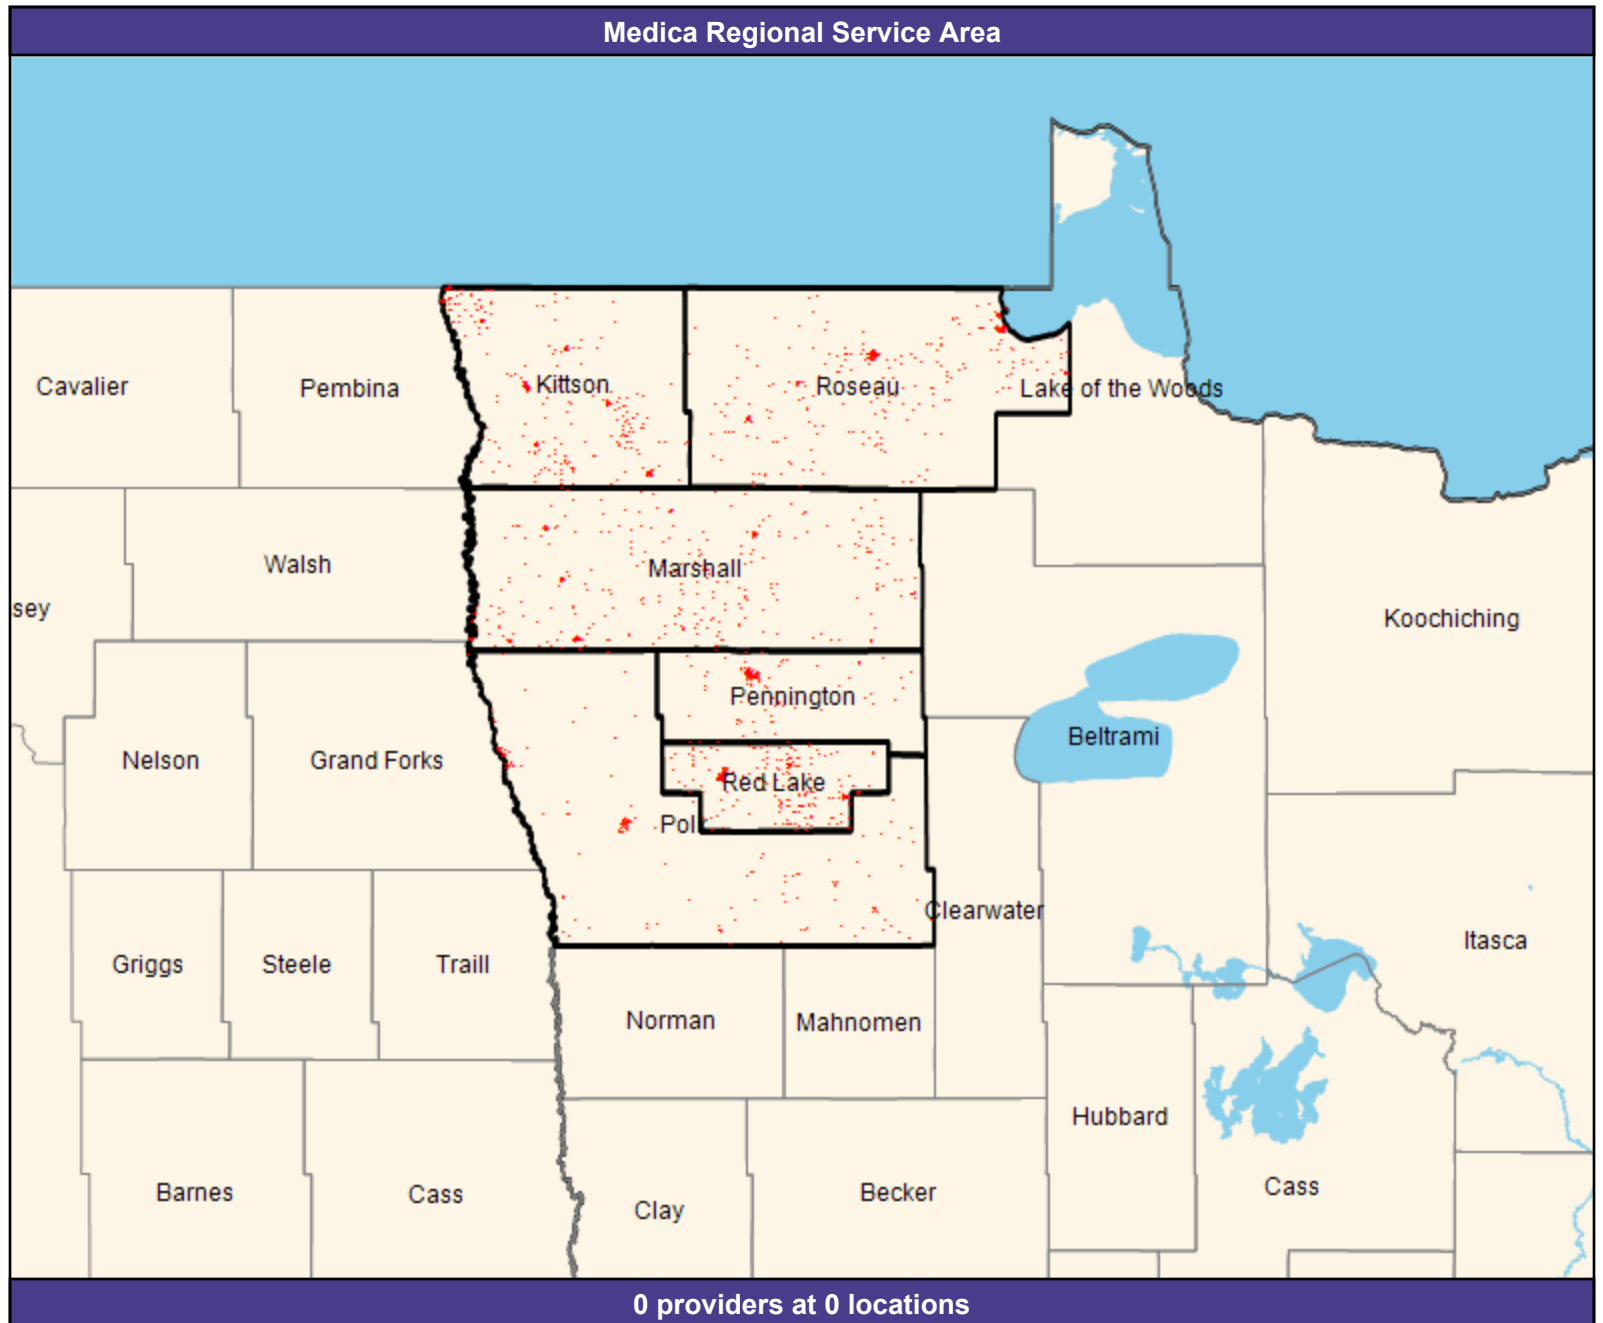 Medica Regional Service Area
Cavalier
Pembina
Kittson
Roseau
Lake of the Woods
Walsh
Marshall
sey
Koochiching
Pennington
Nelson
Grand Forks
Beltrami
Red Lake
Pol
Clearwater
Griggs
Steele
Traill
Itasca
Norman
Mahnomen
Hubbard
Barnes
Cass
Clay
Becker
Cass
0 providers at 0 locations